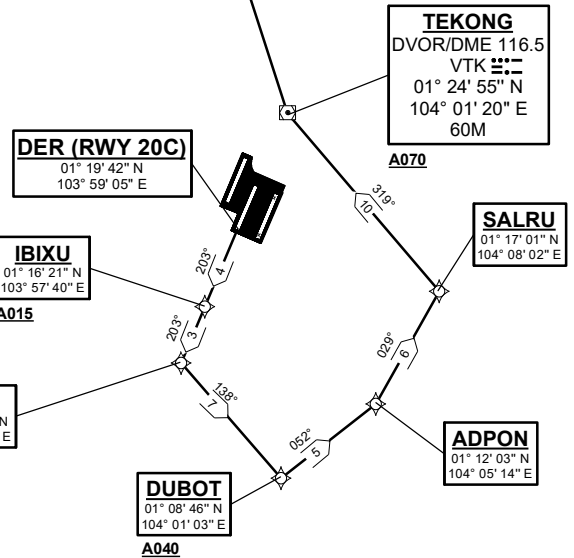 TEKONG
DVOR/DME 116.5
VTK
01° 24' 55" N
104° 01' 20" E
60M
A070
DER (RWY 20C)
01° 19' 42" N
103° 59' 05" E
319°
10
SALRU
01° 17' 01" N
104° 08' 02" E
203°
4
IBIXU
01° 16' 21" N
103° 57' 40" E
A015
203°
3
029°
6
N
E
138°
7
052°
5
ADPON
01° 12' 03" N
104° 05' 14" E
DUBOT
01° 08' 46" N
104° 01' 03" E
A040